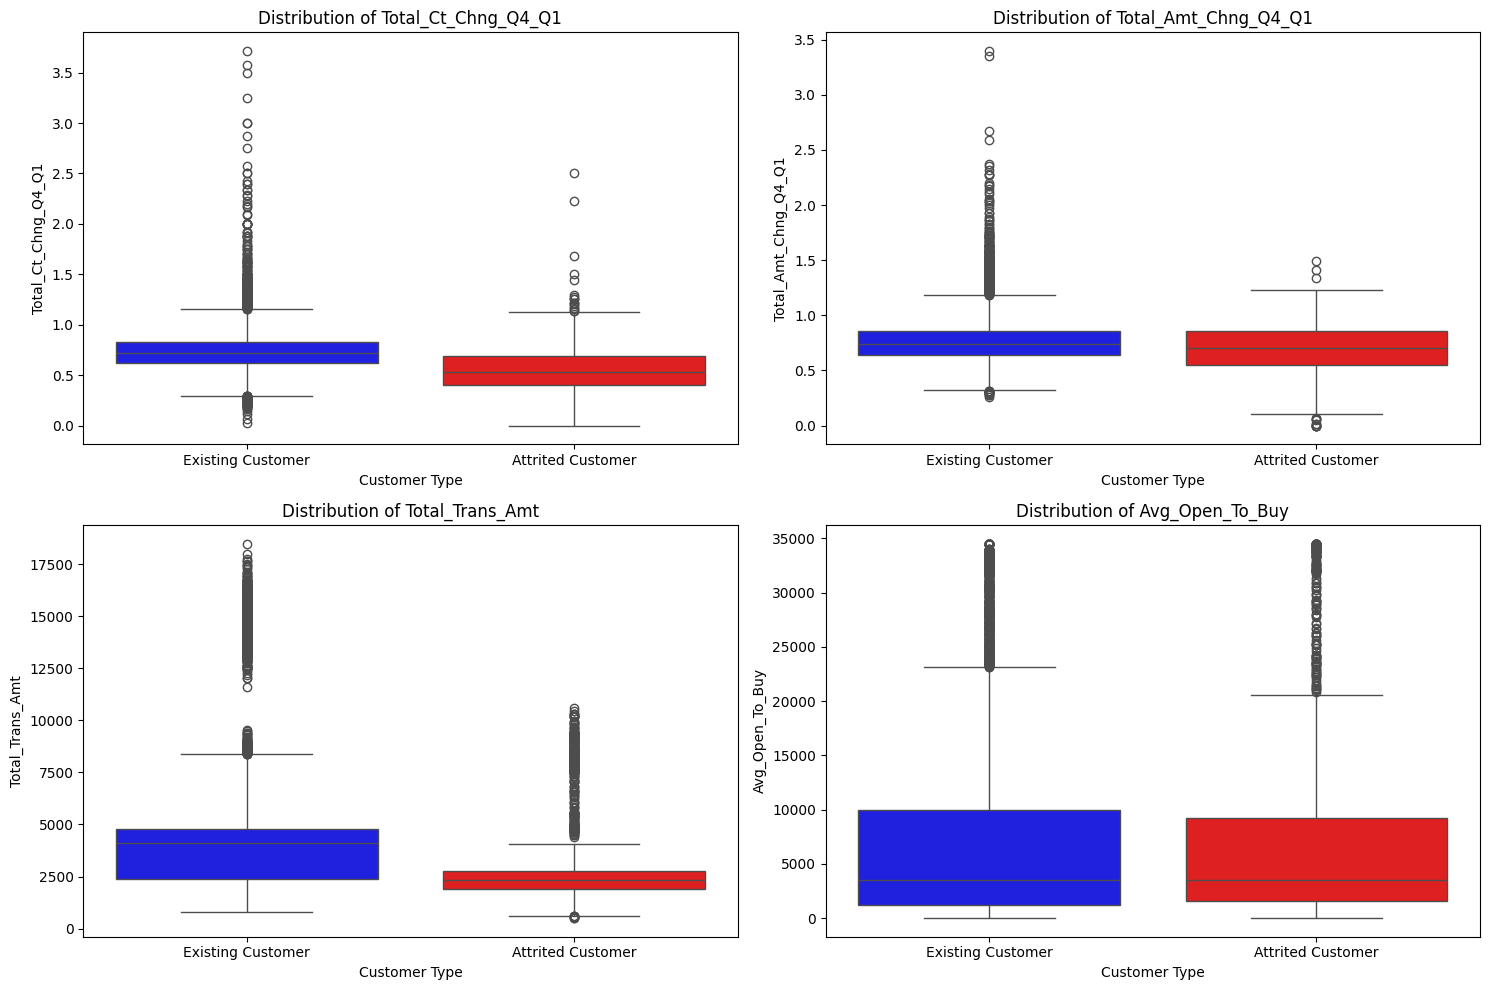 Distribution of Total_Ct_Chng_Q4_Q1
Total_Ct_Chng_Q4_Q1
3.5
3.0
2.5
2.0
1.5
1.0
0.5
0.0
Existing Customer
Attrited Customer
Customer Type
Distribution of Total_Amt_Chng_Q4_Q1
Total_Amt_Chng_Q4_Q1
3.5
3.0
2.5
2.0
1.5
1.0
0.5
0.0
Existing Customer
Attrited Customer
Customer Type
Distribution of Total_Trans_Amt
Total_Trans_Amt
17500
15000
12500
10000
7500
5000
2500
0
Existing Customer
Attrited Customer
Customer Type
Distribution of Avg_Open_To_Buy
Avg_Open_To_Buy
35000
30000
25000
20000
15000
10000
5000
0
Existing Customer
Attrited Customer
Customer Type